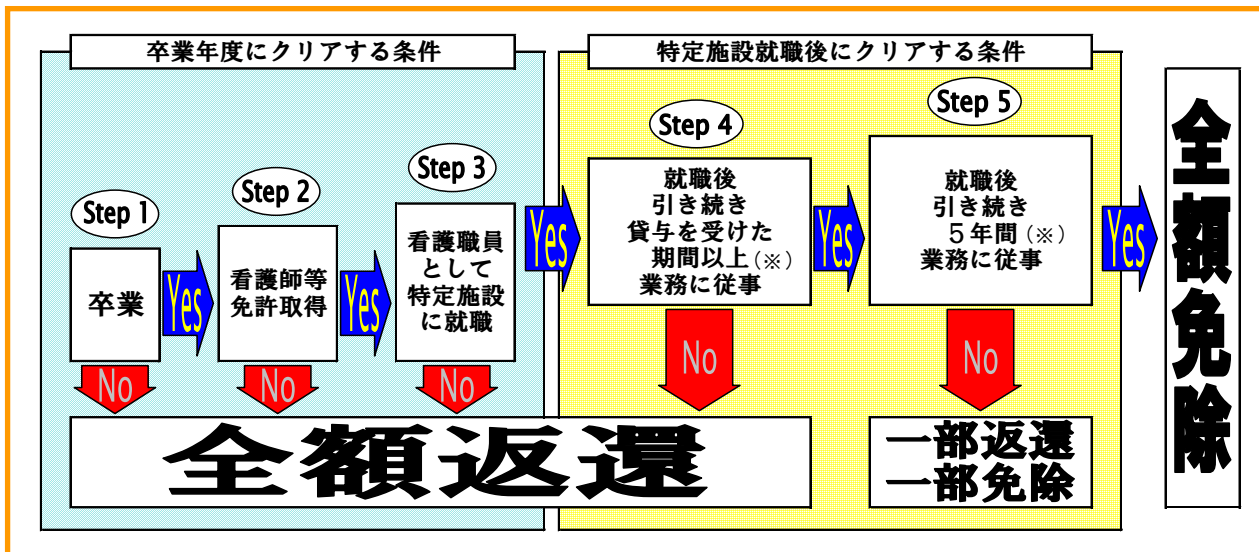 卒業年度にクリアする条件
Step 1
卒業
Yes
No
Step 2
看護師等
免許取得
Yes
No
Step 3
看護職員
として
特定施設
に就職
Yes
No
特定施設就職後にクリアする条件
Step 4
就職後
引き続き
貸与を受けた
期間以上(※)
業務に従事
Yes
No
全額返還
Step 5
就職後
引き続き
５年間(※)
業務に従事
Yes
No
一部返還
一部免除
全額免除